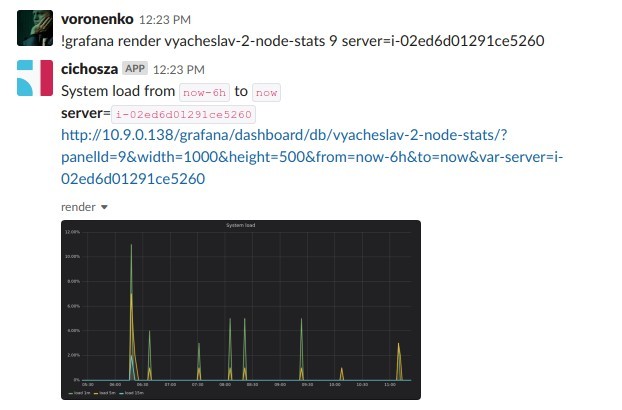 voronenko 12:23 PM
!grafana render vyacheslav-2-node-stats 9 server=i-02ed6d01291ce5260
cichosza APP 12:23 PM
System load from now-6h to now
server=i-02ed6d01291ce5260
http://10.9.0.138/grafana/dashboard/db/vyacheslav-2-node-stats/?
panelId=9&width=1000&height=500&from=now-6h&to=now&var-server=i-
02ed6d01291ce5260
render
System load
12.00%
10.00%
8.00%
6.00%
4.00%
2.00%
0%
05:30 06:00 06:30 07:00 07:30 08:00 08:30 09:00 09:30 10:00 10:30 11:00
load 1m load 5m load 15m